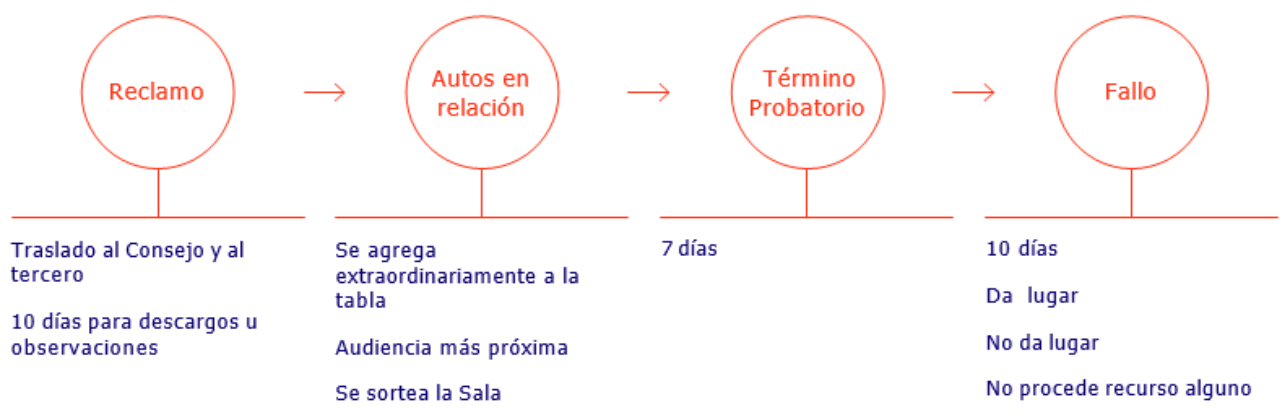 Reclamo
Autos en
relación
Término
Probatorio
Fallo
Traslado al Consejo y al
tercero
10 días para descargos u
observaciones
Se agrega
extraordinariamente a la
tabla
Audiencia más próxima
Se sortea la Sala
7 días
10 días
Da lugar
No da lugar
No procede recurso alguno